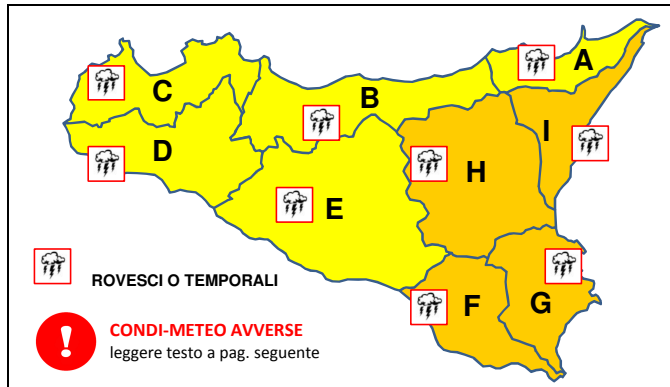 A
C
B
I
D
H
E
F
G
ROVESCI O TEMPORALI
!
CONDI-METEO AVVERSE
leggere testo a pag. seguente